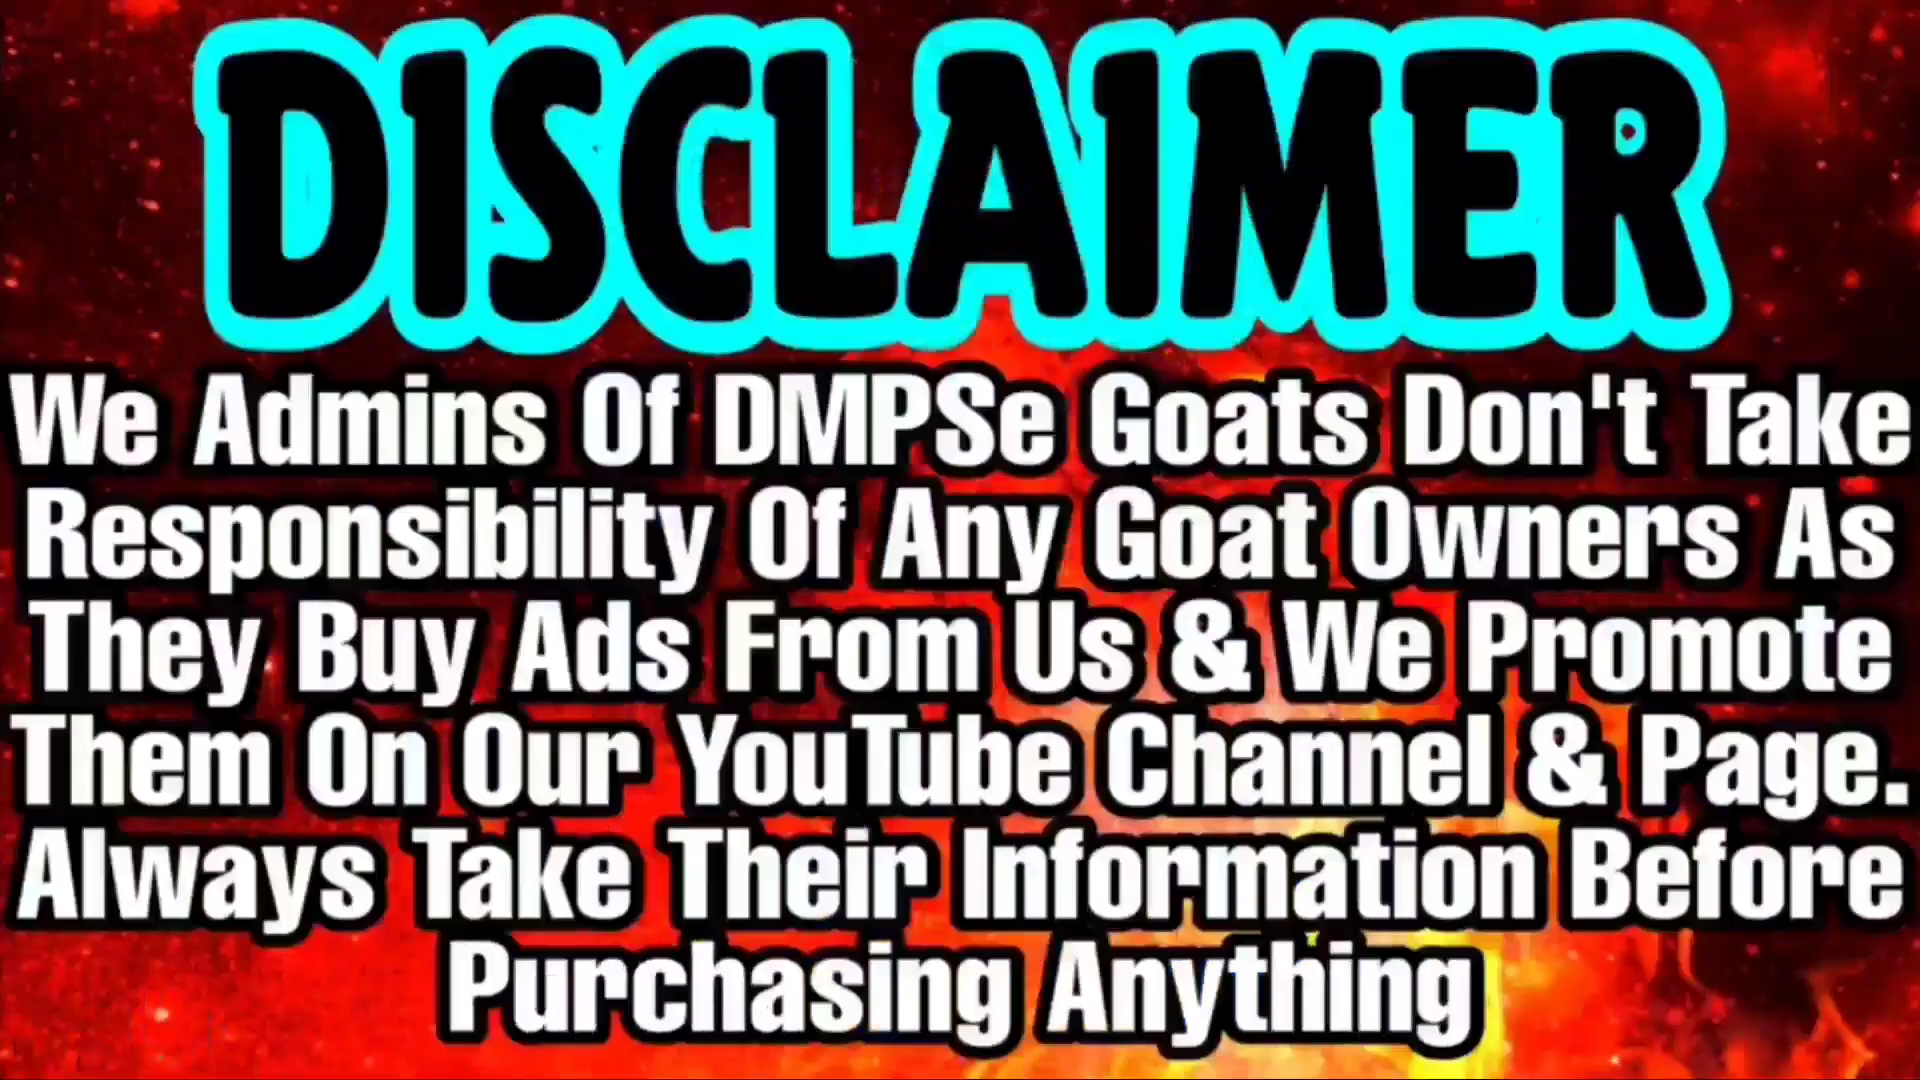 DISCLAIMER
We Admins Of DMPSe Goats Don't Take
Responsibility Of Any Goat Owners As
They Buy Ads From Us & We Promote
Them On Our YouTube Channel & Page.
Always Take Their Information Before
Purchasing Anything